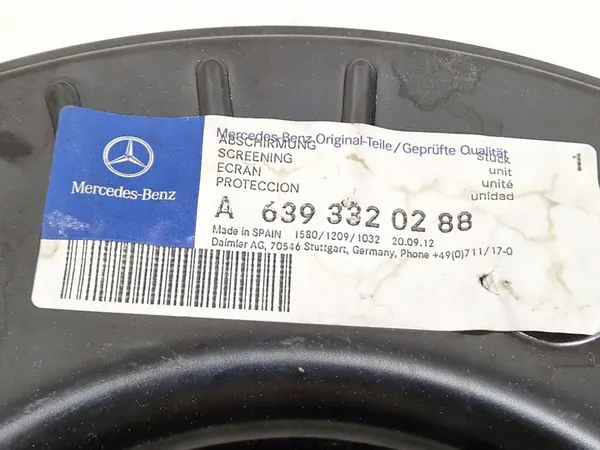 Mercedes-Benz
Mercedes-Benz Original-Teile/Geprüfte Qualität
ABSCHIRMUNG Stück
SCREENING unit
ECRAN unité
PROTECCION unidad
A 639 332 02 88
Made in SPAIN 1580/1209/1032 20.09.12
Daimler AG, 70546 Stuttgart, Germany, Phone +49(0)711/17-0